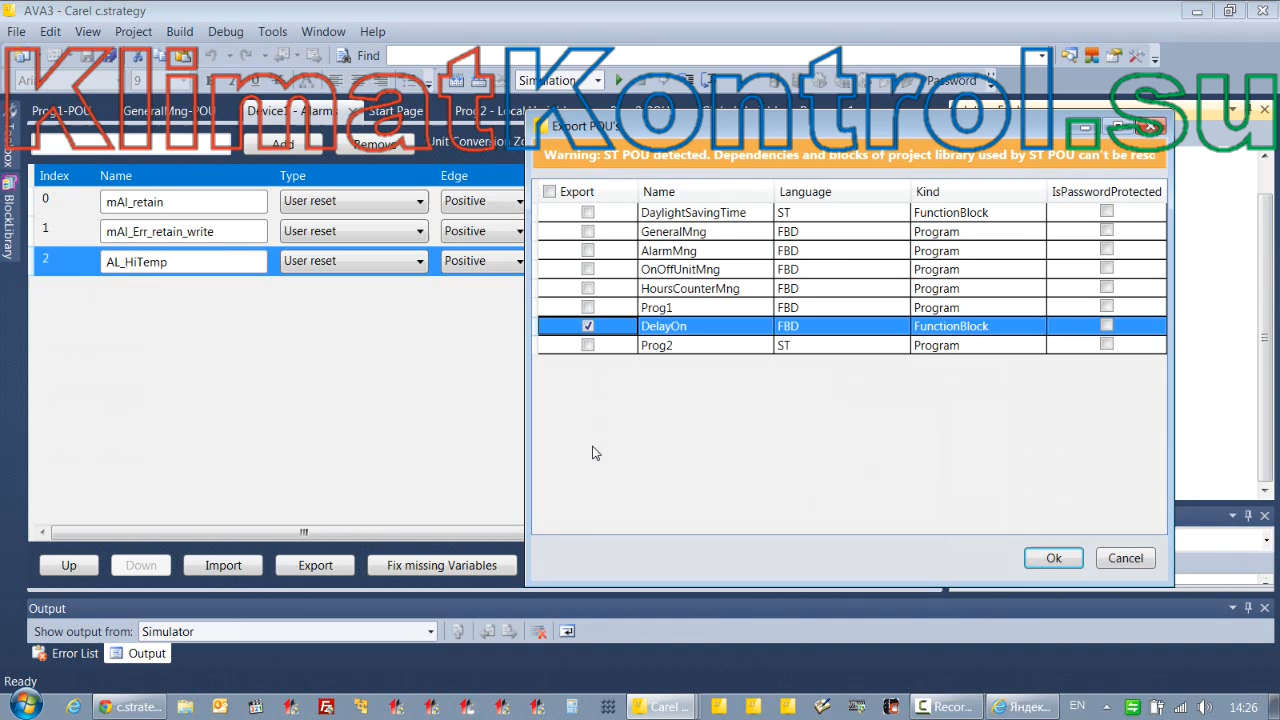 AVA3 - Carel c.strategy
File Edit View Project Build Debug Tools Window Help
Find
Simulation Password
KlimatKontrol.su
Prog1-POU GeneralMng-POU Device1 - Alarm Start Page Prog 2 - Local
Add Remove Unit Conversion
Index Name Type Edge
0 mAI_retain User reset Positive
1 mAI_Err_retain_write User reset Positive
2 AL_HiTemp User reset Positive
BlockLibrary
Export POU's
Warning: ST POU detected. Dependencies and blocks of project library used by ST POU can't be resc
Export Name Language Kind IsPasswordProtected
DaylightSavingTime ST FunctionBlock
GeneralMng FBD Program
AlarmMng FBD Program
OnOffUnitMng FBD Program
HoursCounterMng FBD Program
Prog1 FBD Program
DelayOn FBD FunctionBlock
Prog2 ST Program
Ok Cancel
Up Down Import Export Fix missing Variables
Output
Show output from: Simulator
Error List Output
Ready
c.strate... Carel ... Recor... Яндек... EN 14:26